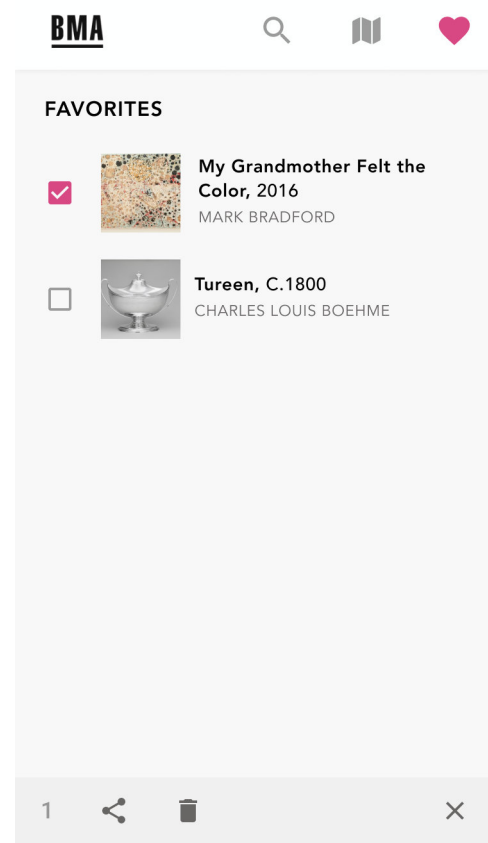 BMA
FAVORITES
My Grandmother Felt the
Color, 2016
MARK BRADFORD
Tureen, C.1800
CHARLES LOUIS BOEHME
1